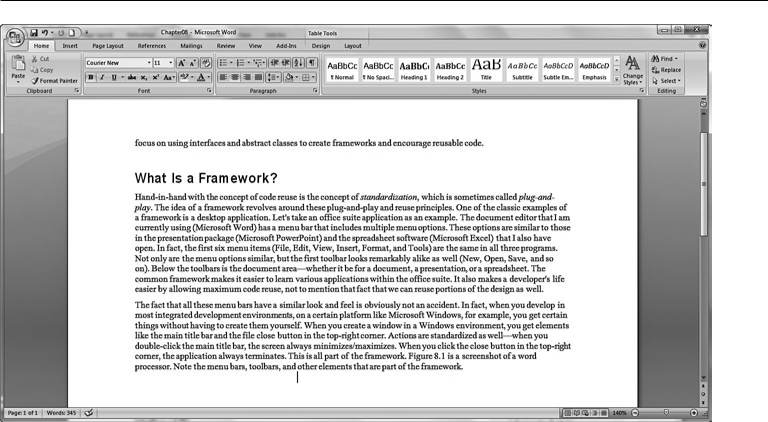 Chapter08 - Microsoft Word
Table Tools
Home Insert Page Layout References Mailings Review View Add-Ins Design Layout
Paste
Cut
Copy
Format Painter
Clipboard
Courier New 11
Font
Paragraph
AaBbCc AaBbCc AaBbCc AaBbCc AaB AaBbCc AaBbCcD AaBbCcD
¶ Normal ¶ No Spaci... Heading 1 Heading 2 Title Subtitle Subtle Em... Emphasis
Change
Styles
Styles
Find
Replace
Select
Editing
focus on using interfaces and abstract classes to create frameworks and encourage reusable code.
What Is a Framework?
Hand-in-hand with the concept of code reuse is the concept of standardization, which is sometimes called plug-and-
play. The idea of a framework revolves around these plug-and-play and reuse principles. One of the classic examples of
a framework is a desktop application. Let's take an office suite application as an example. The document editor that I am
currently using (Microsoft Word) has a menu bar that includes multiple menu options. These options are similar to those
in the presentation package (Microsoft PowerPoint) and the spreadsheet software (Microsoft Excel) that I also have
open. In fact, the first six menu items (File, Edit, View, Insert, Format, and Tools) are the same in all three programs.
Not only are the menu options similar, but the first toolbar looks remarkably alike as well (New, Open, Save, and so
on). Below the toolbars is the document area—whether it be for a document, a presentation, or a spreadsheet. The
common framework makes it easier to learn various applications within the office suite. It also makes a developer's life
easier by allowing maximum code reuse, not to mention that fact that we can reuse portions of the design as well.
The fact that all these menu bars have a similar look and feel is obviously not an accident. In fact, when you develop in
most integrated development environments, on a certain platform like Microsoft Windows, for example, you get certain
things without having to create them yourself. When you create a window in a Windows environment, you get elements
like the main title bar and the file close button in the top-right corner. Actions are standardized as well—when you
double-click the main title bar, the screen always minimizes/maximizes. When you click the close button in the top-right
corner, the application always terminates. This is all part of the framework. Figure 8.1 is a screenshot of a word
processor. Note the menu bars, toolbars, and other elements that are part of the framework.
Page: 1 of 1 Words: 345 140%